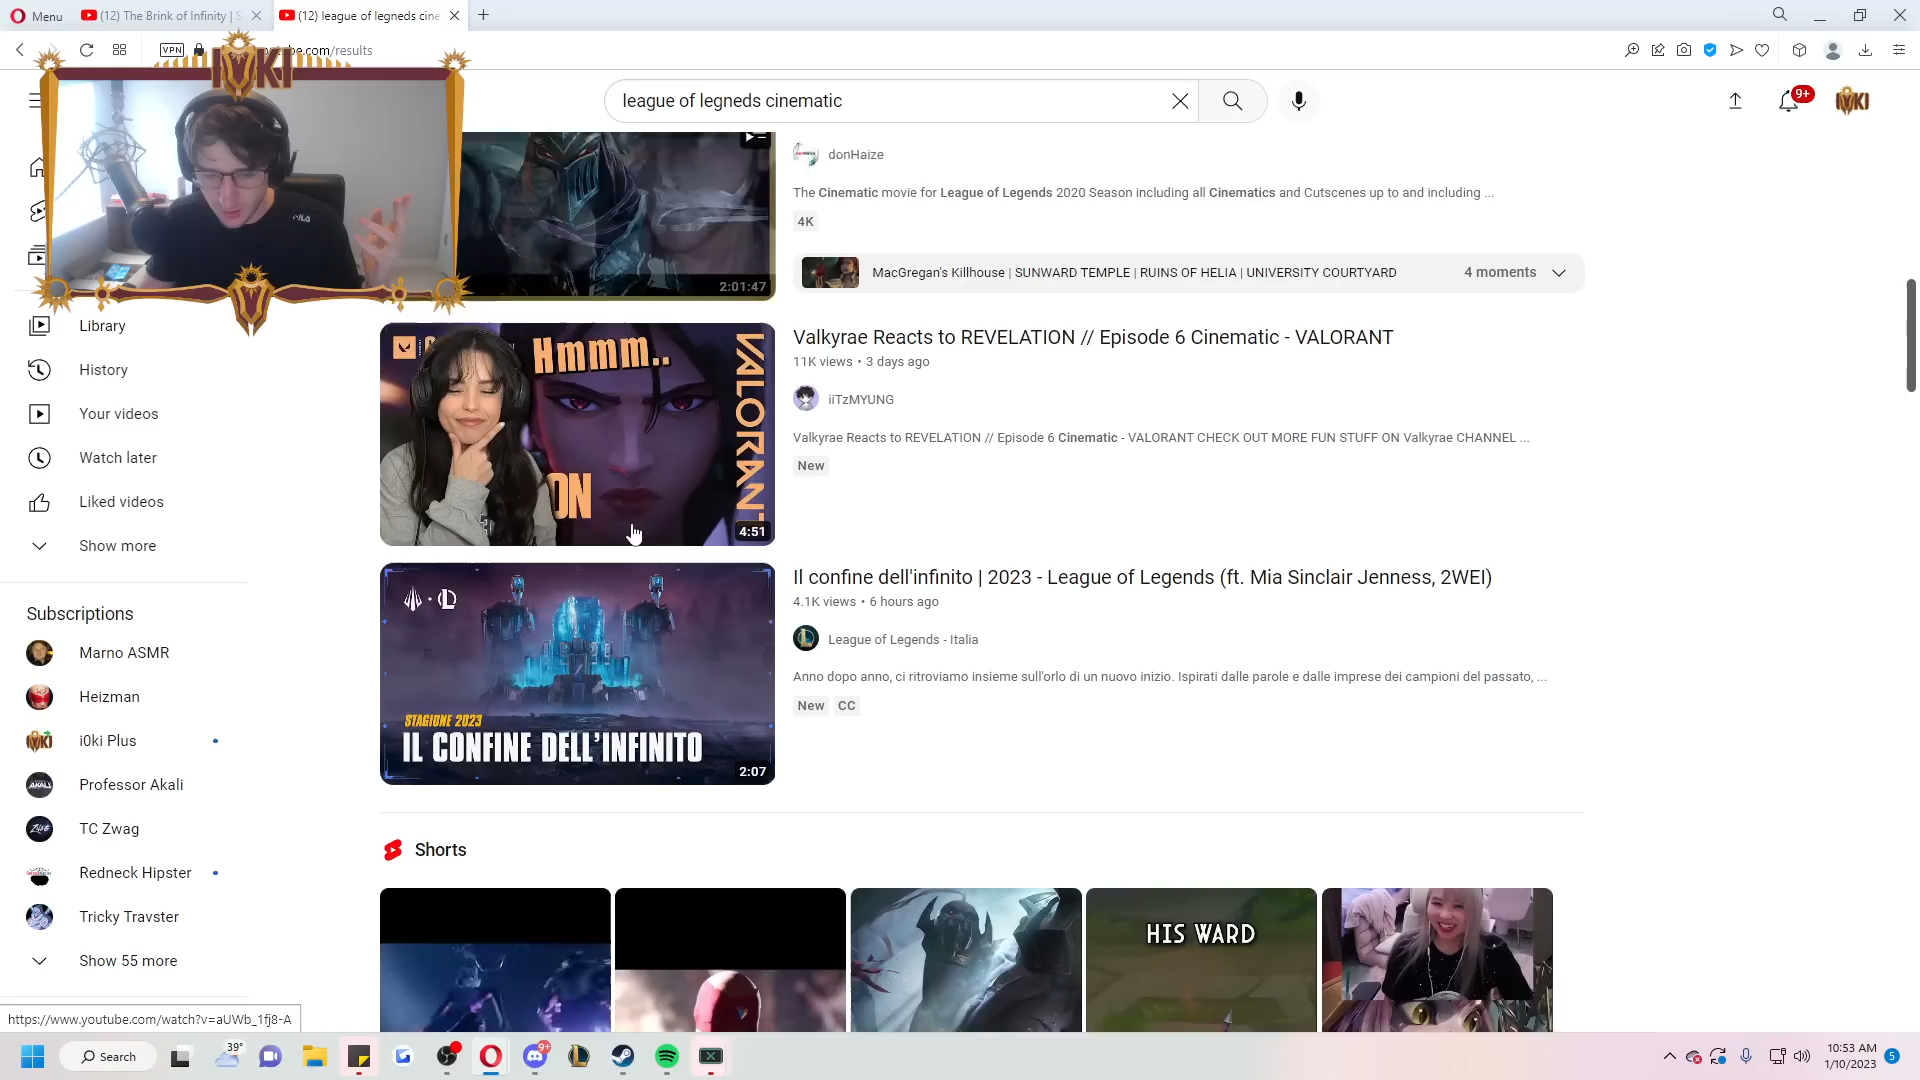 Menu
(12) The Brink of Infinity | S
(12) league of legneds cine
VPN
be.com/results
I0KI
league of legneds cinematic
9+
I0KI
donHaize
The Cinematic movie for League of Legends 2020 Season including all Cinematics and Cutscenes up to and including ...
4K
2:01:47
MacGregan's Killhouse | SUNWARD TEMPLE | RUINS OF HELIA | UNIVERSITY COURTYARD
4 moments
FILA
Library
History
Your videos
Watch later
Liked videos
Show more
Hmmm..
VALORANT
ON
4:51
Valkyrae Reacts to REVELATION // Episode 6 Cinematic - VALORANT
11K views • 3 days ago
iiTzMYUNG
Valkyrae Reacts to REVELATION // Episode 6 Cinematic - VALORANT CHECK OUT MORE FUN STUFF ON Valkyrae CHANNEL ...
New
STAGIONE 2023
IL CONFINE DELL'INFINITO
2:07
Il confine dell'infinito | 2023 - League of Legends (ft. Mia Sinclair Jenness, 2WEI)
4.1K views • 6 hours ago
League of Legends - Italia
Anno dopo anno, ci ritroviamo insieme sull'orlo di un nuovo inizio. Ispirati dalle parole e dalle imprese dei campioni del passato, ...
New
CC
Subscriptions
Marno ASMR
Heizman
i0ki Plus
Professor Akali
TC Zwag
Redneck Hipster
Tricky Travster
Show 55 more
Shorts
HIS WARD
https://www.youtube.com/watch?v=aUWb_1fj8-A
Search
39°
9+
10:53 AM
1/10/2023
5